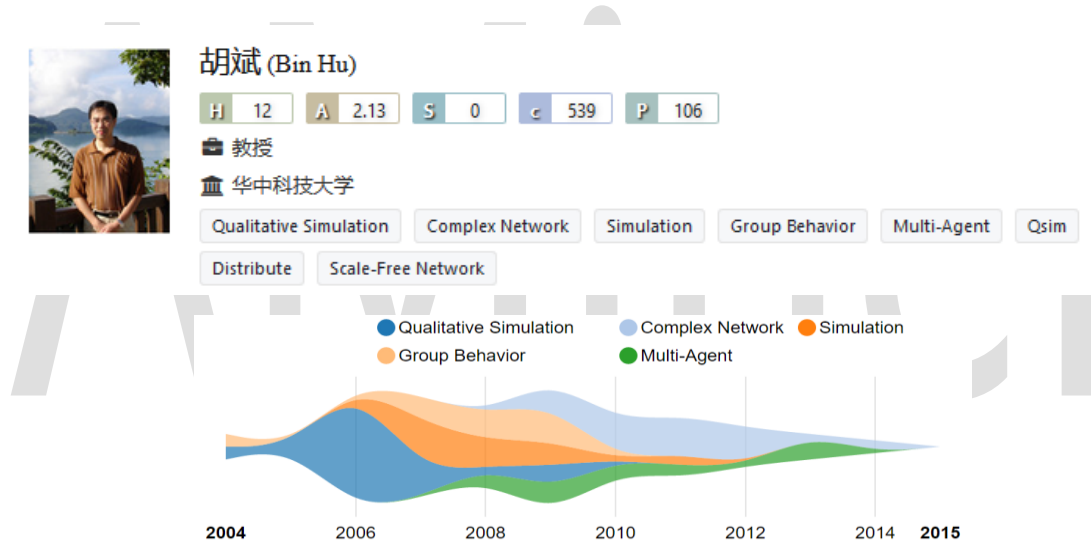 胡斌 (Bin Hu)
H 12 A 2.13 S 0 c 539 P 106
教授
华中科技大学
Qualitative Simulation Complex Network Simulation Group Behavior Multi-Agent Qsim
Distribute Scale-Free Network
Qualitative Simulation Complex Network Simulation
Group Behavior Multi-Agent
2004 2006 2008 2010 2012 2014 2015